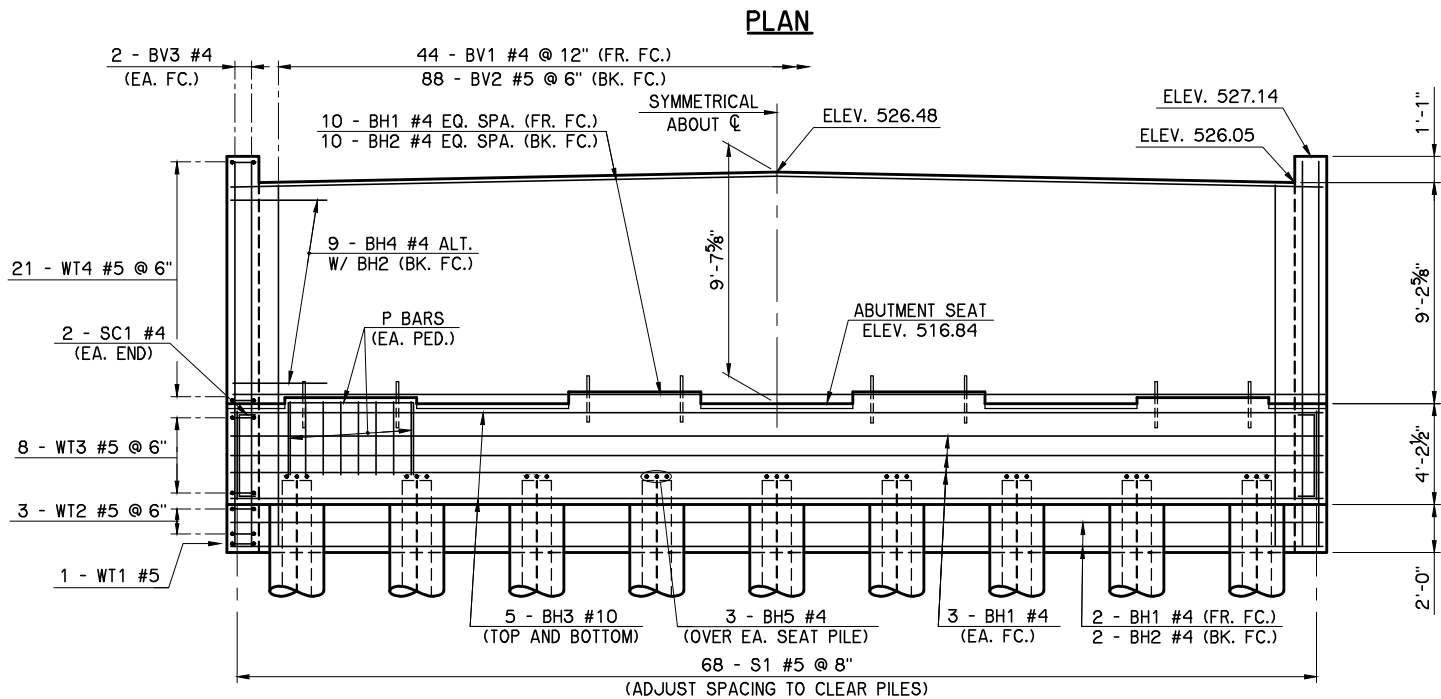 PLAN
2 - BV3 #4
(EA. FC.)
44 - BV1 #4 @ 12" (FR. FC.)
88 - BV2 #5 @ 6" (BK. FC.)
SYMMETRICAL
ABOUT ℄
ELEV. 526.48
ELEV. 527.14
ELEV. 526.05
1'-1"
10 - BH1 #4 EQ. SPA. (FR. FC.)
10 - BH2 #4 EQ. SPA. (BK. FC.)
9 - BH4 #4 ALT.
W/ BH2 (BK. FC.)
9'-7⅝"
9'-2⅝"
21 - WT4 #5 @ 6"
P BARS
(EA. PED.)
ABUTMENT SEAT
ELEV. 516.84
2 - SC1 #4
(EA. END)
8 - WT3 #5 @ 6"
4'-2½"
3 - WT2 #5 @ 6"
1 - WT1 #5
2'-0"
5 - BH3 #10
(TOP AND BOTTOM)
3 - BH5 #4
(OVER EA. SEAT PILE)
3 - BH1 #4
(EA. FC.)
2 - BH1 #4 (FR. FC.)
2 - BH2 #4 (BK. FC.)
68 - S1 #5 @ 8"
(ADJUST SPACING TO CLEAR PILES)